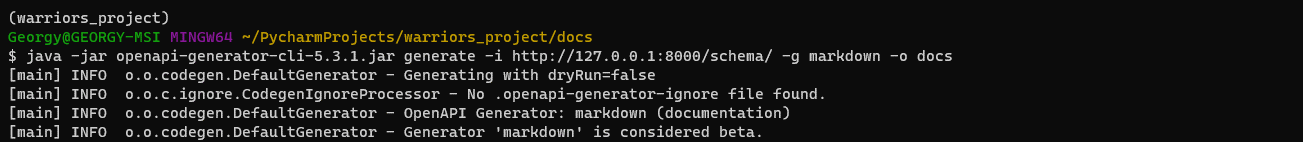 (warriors_project)
Georgy@GEORGY-MSI MINGW64 ~/PycharmProjects/warriors_project/docs
$ java -jar openapi-generator-cli-5.3.1.jar generate -i http://127.0.0.1:8000/schema/ -g markdown -o docs
[main] INFO  o.o.codegen.DefaultGenerator - Generating with dryRun=false
[main] INFO  o.o.c.ignore.CodegenIgnoreProcessor - No .openapi-generator-ignore file found.
[main] INFO  o.o.codegen.DefaultGenerator - OpenAPI Generator: markdown (documentation)
[main] INFO  o.o.codegen.DefaultGenerator - Generator 'markdown' is considered beta.